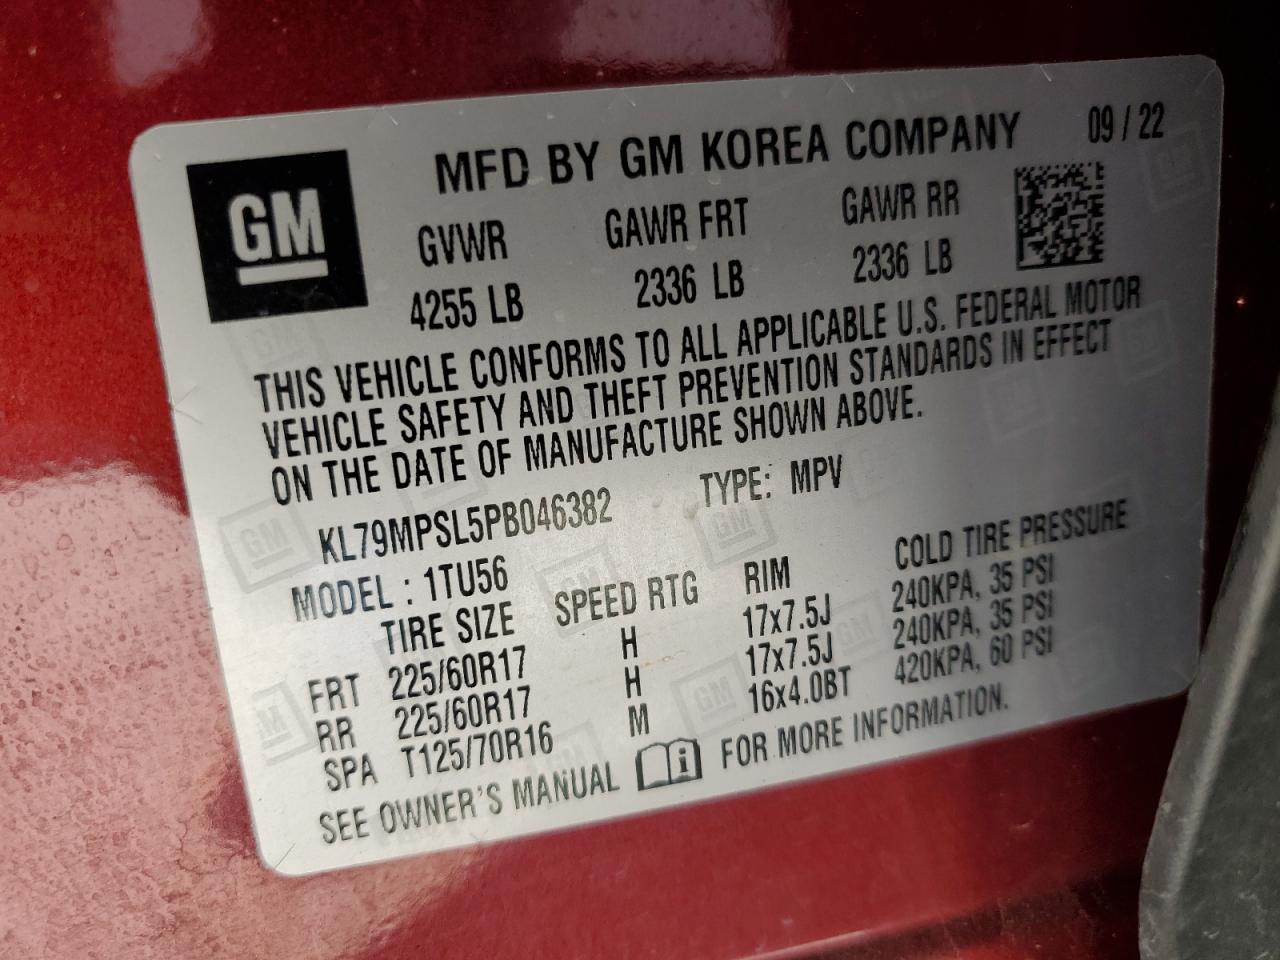 GM
MFD BY GM KOREA COMPANY 09 / 22
GVWR GAWR FRT GAWR RR
4255 LB 2336 LB 2336 LB
THIS VEHICLE CONFORMS TO ALL APPLICABLE U.S. FEDERAL MOTOR
VEHICLE SAFETY AND THEFT PREVENTION STANDARDS IN EFFECT
ON THE DATE OF MANUFACTURE SHOWN ABOVE.
KL79MPSL5PB046382 TYPE: MPV
MODEL : 1TU56
TIRE SIZE SPEED RTG RIM COLD TIRE PRESSURE
FRT 225/60R17 H 17x7.5J 240KPA, 35 PSI
RR 225/60R17 H 17x7.5J 240KPA, 35 PSI
SPA T125/70R16 M 16x4.0BT 420KPA, 60 PSI
SEE OWNER'S MANUAL i FOR MORE INFORMATION.